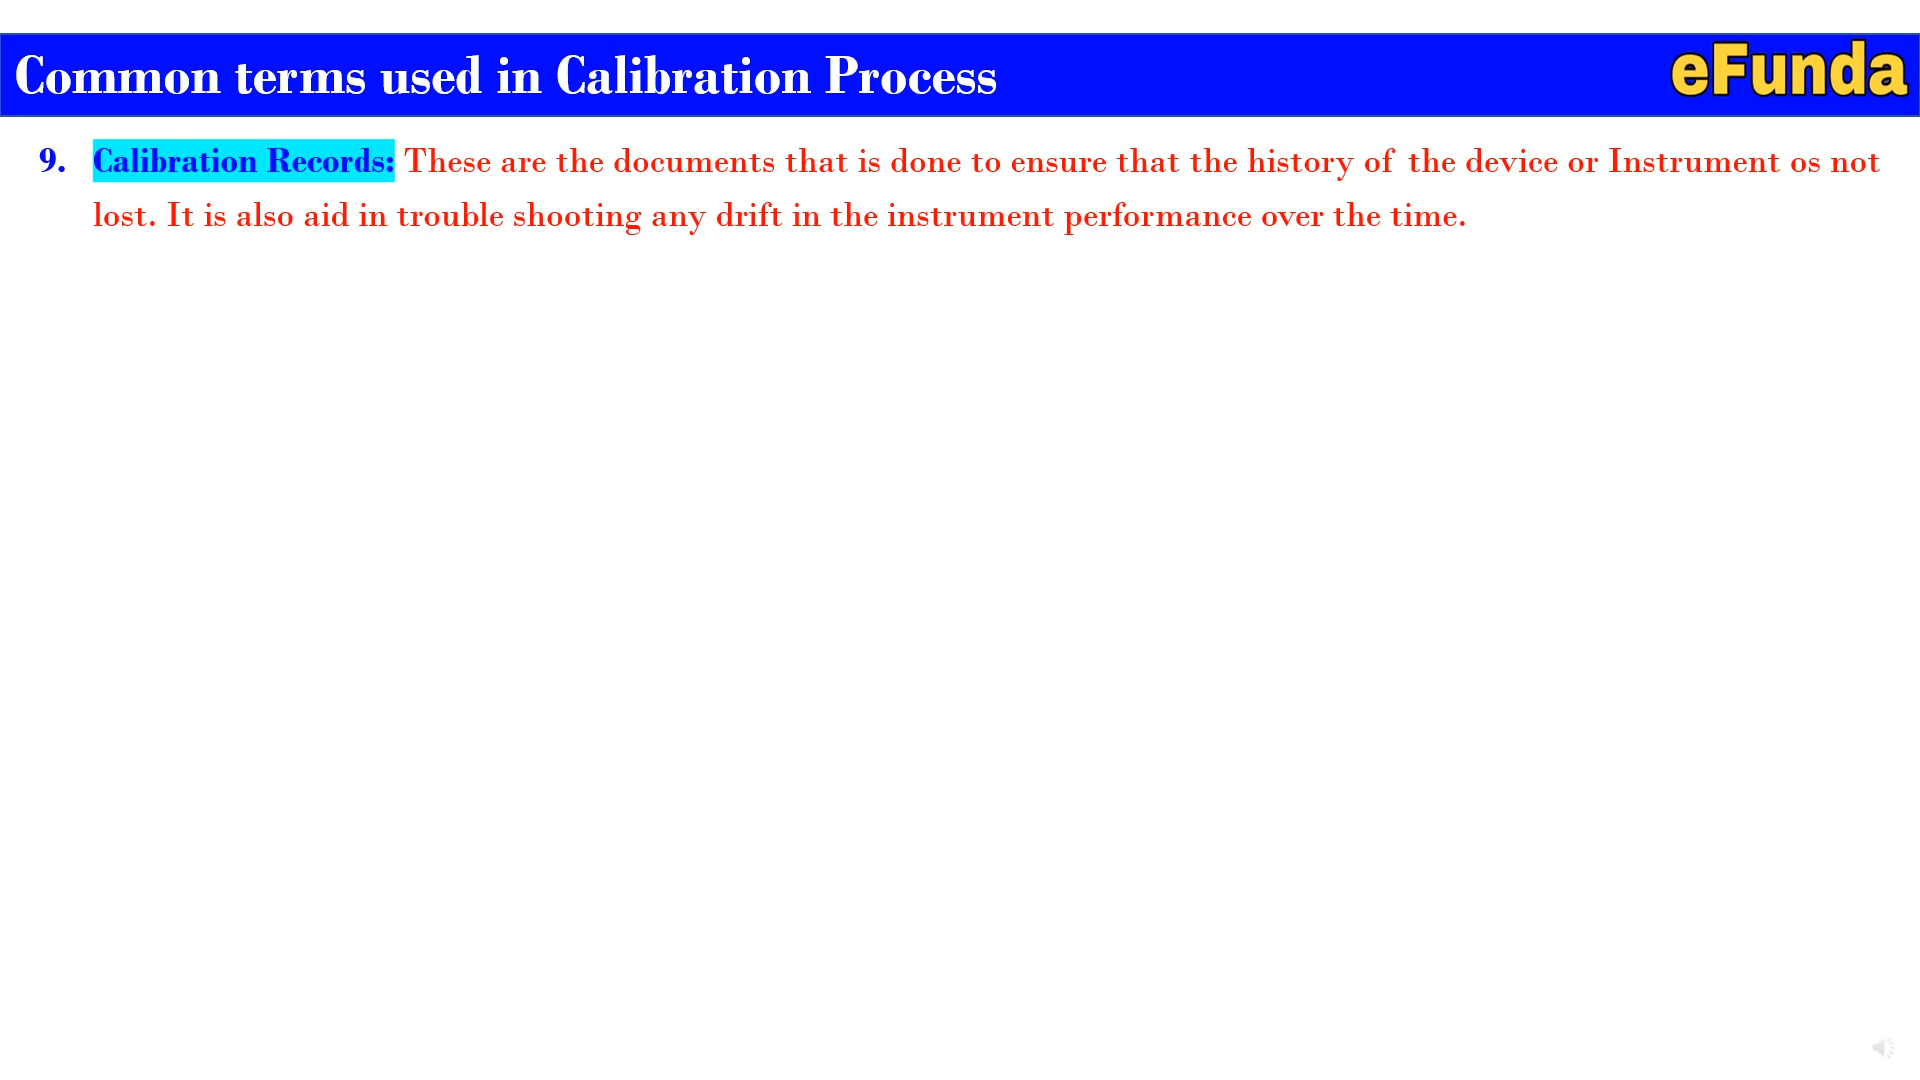 Common terms used in Calibration Process
eFunda
9. Calibration Records: These are the documents that is done to ensure that the history of the device or Instrument os not
lost. It is also aid in trouble shooting any drift in the instrument performance over the time.